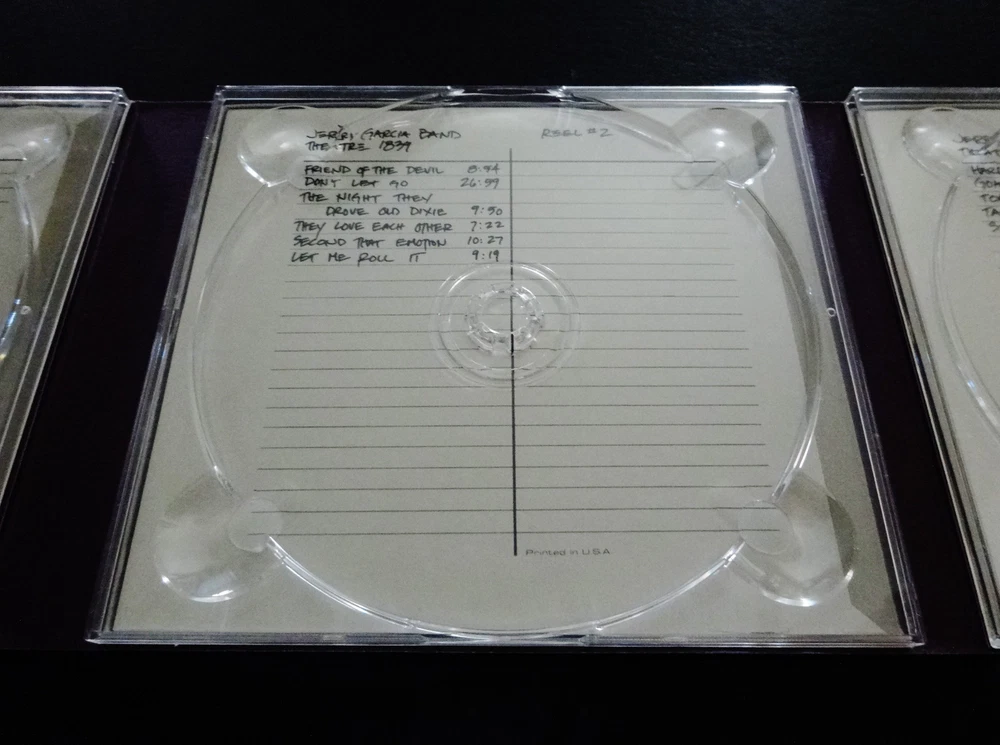 JERRY GARCIA BAND
REEL #2
THEATRE 1839
FRIEND OF THE DEVIL 8:54
DON'T LET GO 26:59
THE NIGHT THEY
DROVE OLD DIXIE 9:50
THEY LOVE EACH OTHER 7:22
SECOND THAT EMOTION 10:27
LET ME ROLL IT 9:19
Printed in U.S.A.